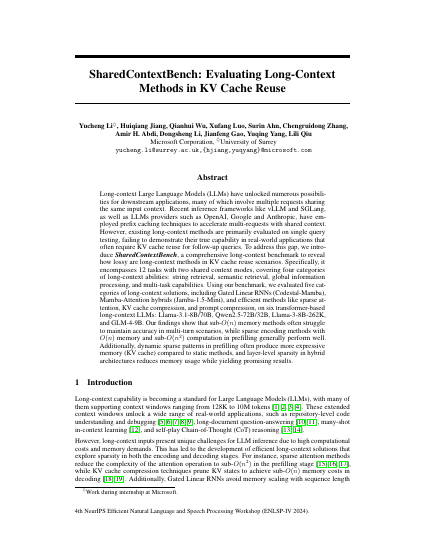 SharedContextBench: Evaluating Long-Context
Methods in KV Cache Reuse
Yucheng Li◇, Huiqiang Jiang, Qianhui Wu, Xufang Luo, Surin Ahn, Chengruidong Zhang,
Amir H. Abdi, Dongsheng Li, Jianfeng Gao, Yuqing Yang, Lili Qiu
Microsoft Corporation, ◇University of Surrey
yucheng.li@surrey.ac.uk,{hjiang,yuqyang}@microsoft.com
Abstract
Long-context Large Language Models (LLMs) have unlocked numerous possibili-
ties for downstream applications, many of which involve multiple requests sharing
the same input context. Recent inference frameworks like vLLM and SGLang,
as well as LLMs providers such as OpenAI, Google and Anthropic, have em-
ployed prefix caching techniques to accelerate multi-requests with shared context.
However, existing long-context methods are primarily evaluated on single query
testing, failing to demonstrate their true capability in real-world applications that
often require KV cache reuse for follow-up queries. To address this gap, we intro-
duce SharedContextBench, a comprehensive long-context benchmark to reveal
how lossy are long-context methods in KV cache reuse scenarios. Specifically, it
encompasses 12 tasks with two shared context modes, covering four categories
of long-context abilities: string retrieval, semantic retrieval, global information
processing, and multi-task capabilities. Using our benchmark, we evaluated five cat-
egories of long-context solutions, including Gated Linear RNNs (Codestal-Mamba),
Mamba-Attention hybrids (Jamba-1.5-Mini), and efficient methods like sparse at-
tention, KV cache compression, and prompt compression, on six transformer-based
long-context LLMs: Llama-3.1-8B/70B, Qwen2.5-72B/32B, Llama-3-8B-262K,
and GLM-4-9B. Our findings show that sub-O(n) memory methods often struggle
to maintain accuracy in multi-turn scenarios, while sparse encoding methods with
O(n) memory and sub-O(n²) computation in prefilling generally perform well.
Additionally, dynamic sparse patterns in prefilling often produce more expressive
memory (KV cache) compared to static methods, and layer-level sparsity in hybrid
architectures reduces memory usage while yielding promising results.
1 Introduction
Long-context capability is becoming a standard for Large Language Models (LLMs), with many of
them supporting context windows ranging from 128K to 10M tokens [1, 2, 3, 4]. These extended
context windows unlock a wide range of real-world applications, such as repository-level code
understanding and debugging [5, 6, 7, 8, 9], long-document question-answering [10, 11], many-shot
in-context learning [12], and self-play Chain-of-Thought (CoT) reasoning [13, 14].
However, long-context inputs present unique challenges for LLM inference due to high computational
costs and memory demands. This has led to the development of efficient long-context solutions that
explore sparsity in both the encoding and decoding stages. For instance, sparse attention methods
reduce the complexity of the attention operation to sub-O(n²) in the prefilling stage [15, 16, 17],
while KV cache compression techniques prune KV states to achieve sub-O(n) memory costs in
decoding [18, 19]. Additionally, Gated Linear RNNs avoid memory scaling with sequence length
◇Work during internship at Microsoft.
4th NeurIPS Efficient Natural Language and Speech Processing Workshop (ENLSP-IV 2024).